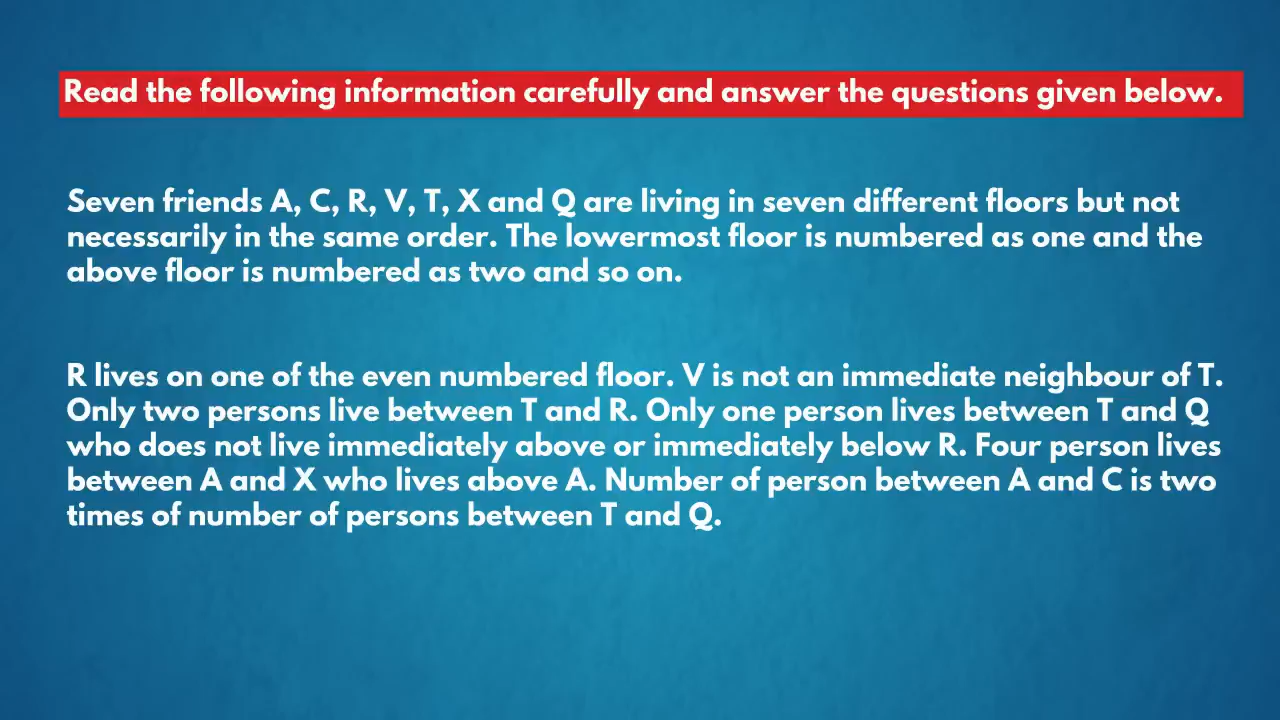 Read the following information carefully and answer the questions given below.
Seven friends A, C, R, V, T, X and Q are living in seven different floors but not
necessarily in the same order. The lowermost floor is numbered as one and the
above floor is numbered as two and so on.
R lives on one of the even numbered floor. V is not an immediate neighbour of T.
Only two persons live between T and R. Only one person lives between T and Q
who does not live immediately above or immediately below R. Four person lives
between A and X who lives above A. Number of person between A and C is two
times of number of persons between T and Q.